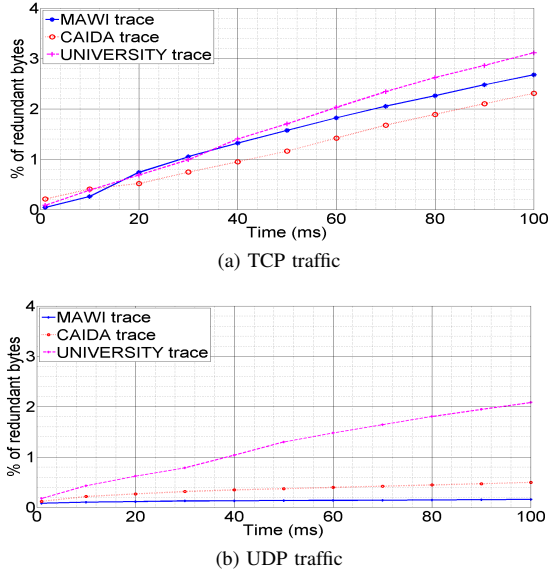 4
MAWI trace
CAIDA trace
UNIVERSITY trace
3
2
1
0
% of redundant bytes
20 40 60 80 100
Time (ms)
(a) TCP traffic
4
MAWI trace
CAIDA trace
UNIVERSITY trace
3
2
1
0
% of redundant bytes
0 20 40 60 80 100
Time (ms)
(b) UDP traffic